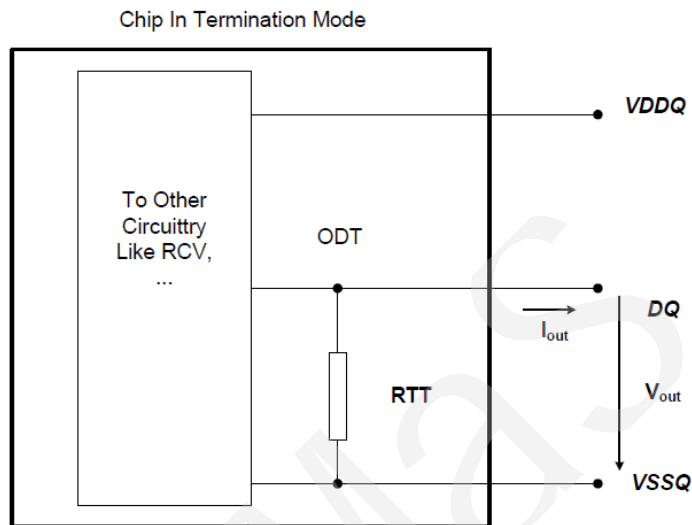 Chip In Termination Mode
VDDQ
To Other
Circuittry
Like RCV,
...
ODT
DQ
Iout
RTT
Vout
VSSQ